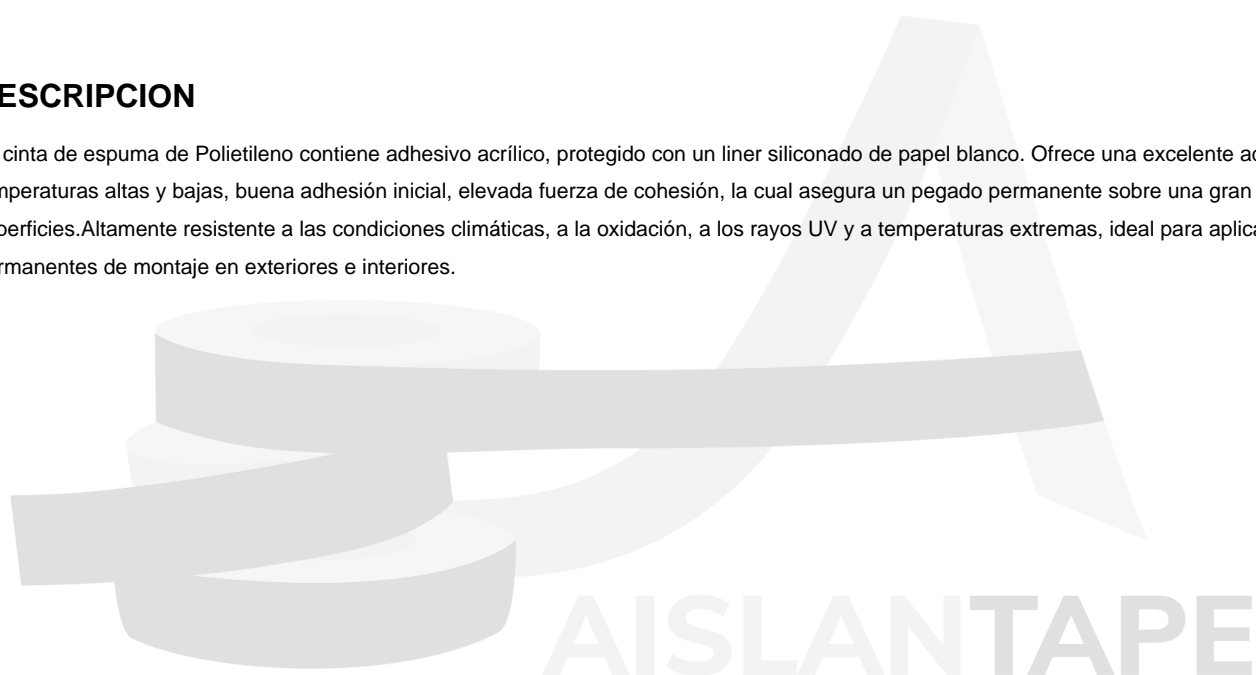 ESCRIPCION
cinta de espuma de Polietileno contiene adhesivo acrílico, protegido con un liner siliconado de papel blanco. Ofrece una excelente
mperaturas altas y bajas, buena adhesión inicial, elevada fuerza de cohesión, la cual asegura un pegado permanente sobre una gran
perficies.Altamente resistente a las condiciones climáticas, a la oxidación, a los rayos UV y a temperaturas extremas, ideal para aplica
rmanentes de montaje en exteriores e interiores.
AISLANTAPE